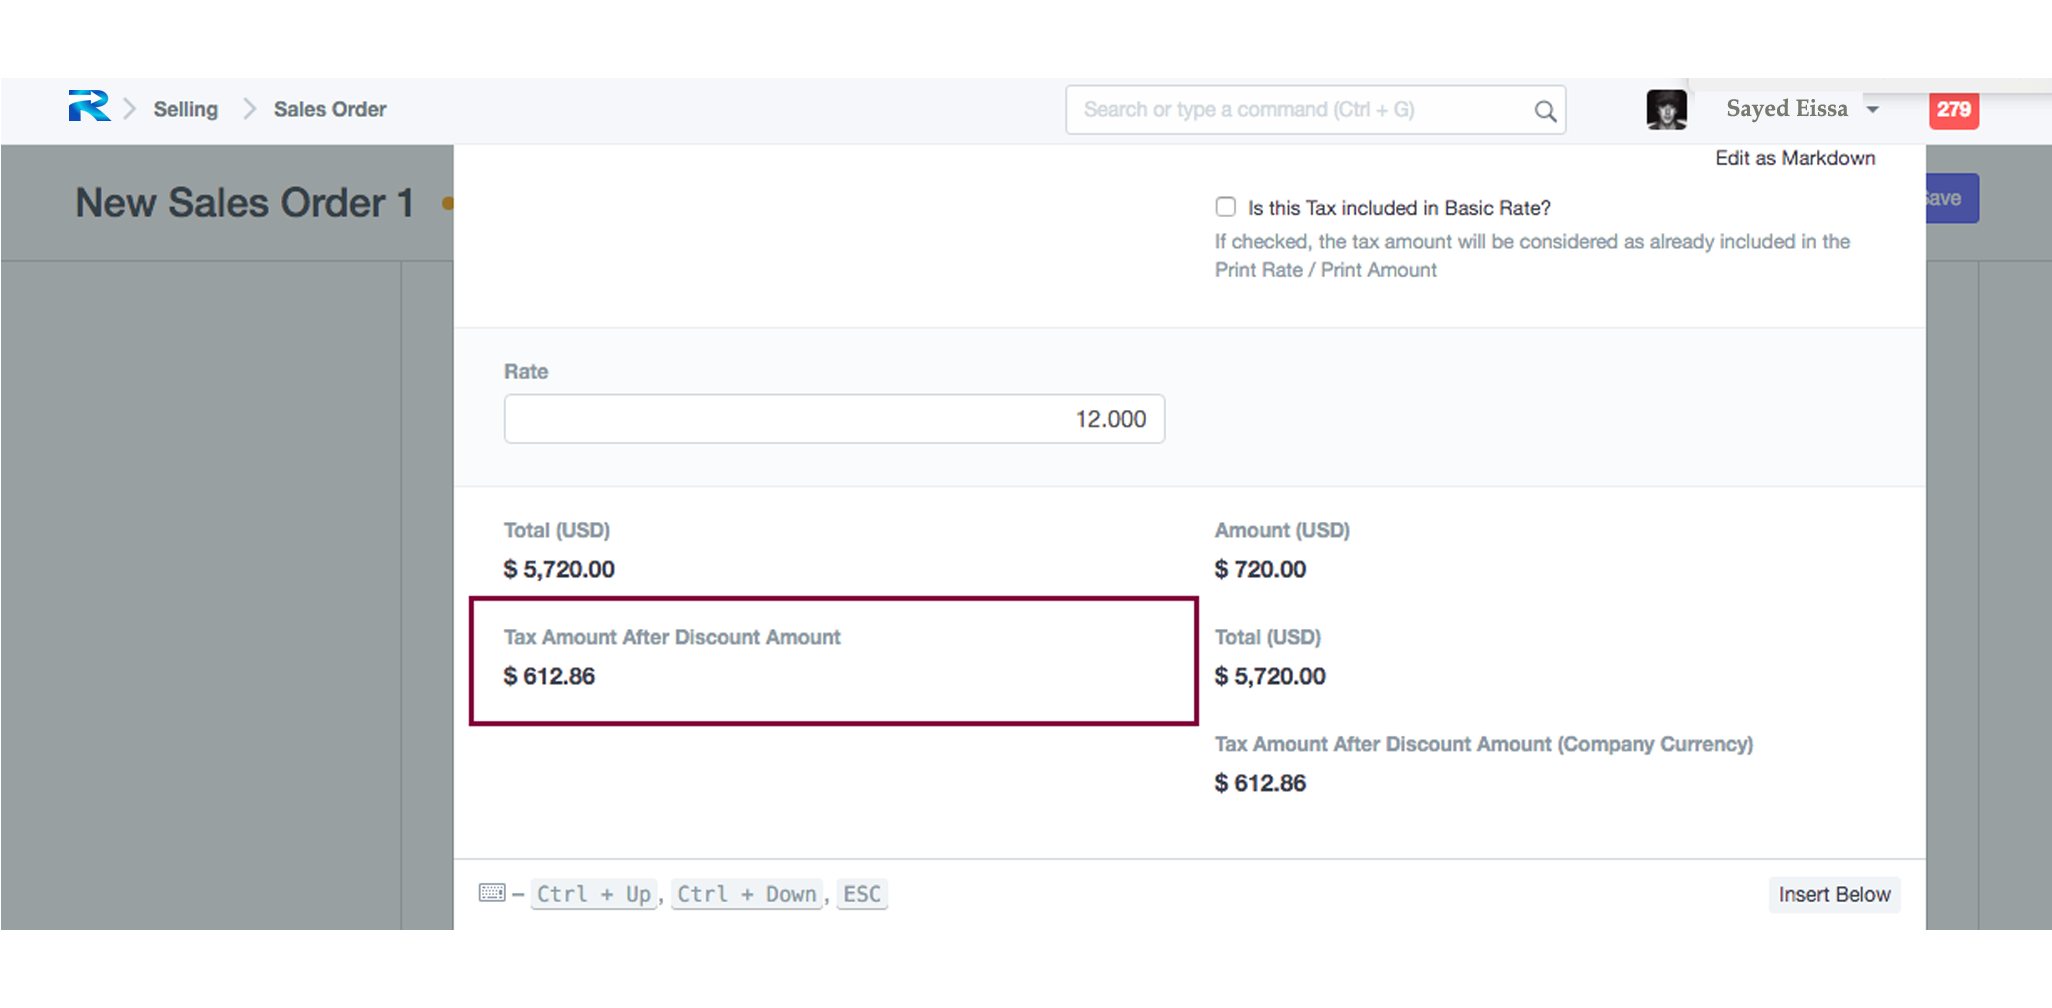 Selling Sales Order
Search or type a command (Ctrl + G)
Sayed Eissa
279
Edit as Markdown
New Sales Order 1
Is this Tax included in Basic Rate?
If checked, the tax amount will be considered as already included in the
Print Rate / Print Amount
Rate
12.000
Total (USD)
$ 5,720.00
Amount (USD)
$ 720.00
Tax Amount After Discount Amount
$ 612.86
Total (USD)
$ 5,720.00
Tax Amount After Discount Amount (Company Currency)
$ 612.86
– Ctrl + Up, Ctrl + Down, ESC
Insert Below